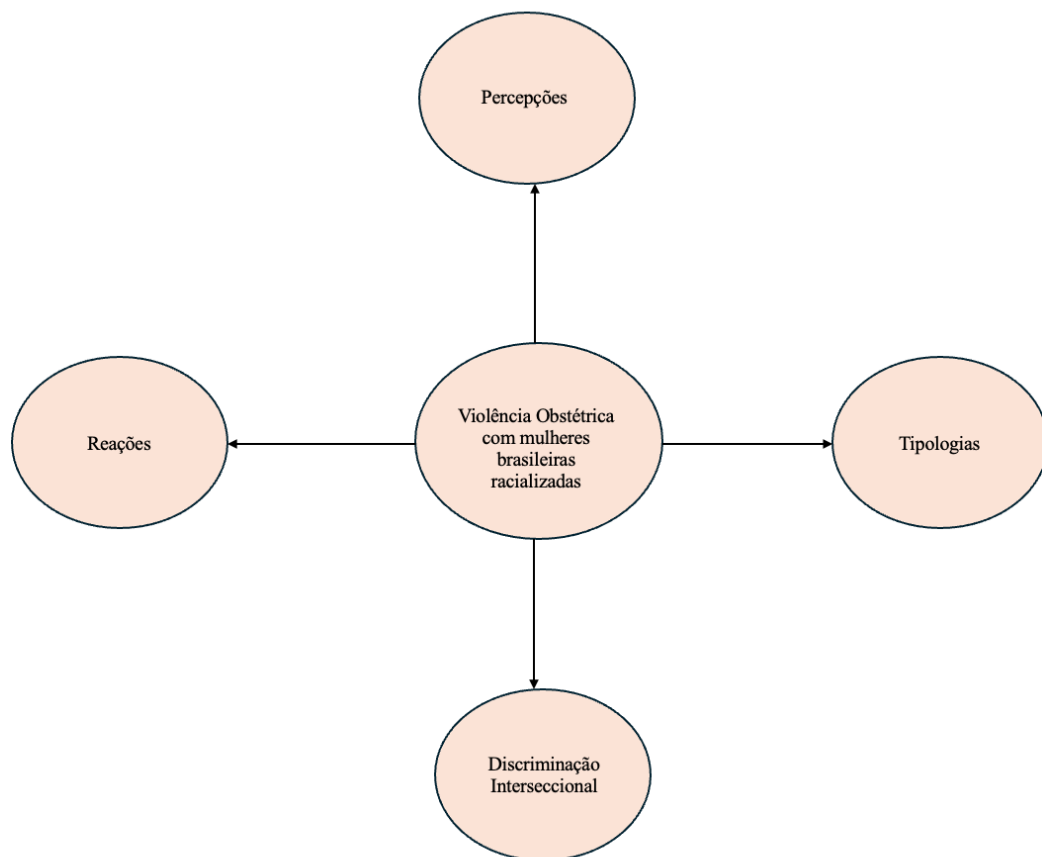 Percepções
Reações
Violência Obstétrica
com mulheres
brasileiras
racializadas
Tipologias
Discriminação
Interseccional